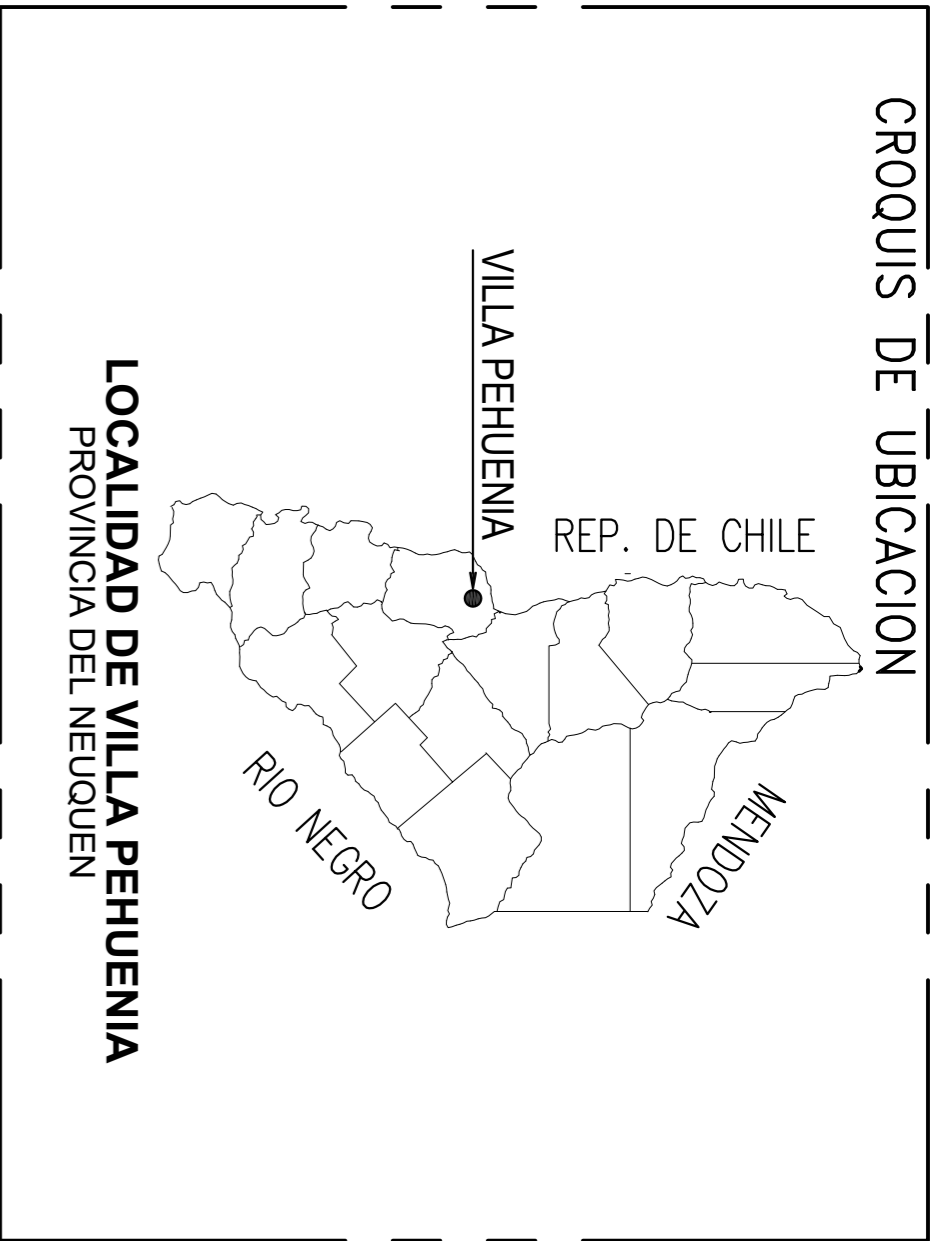 CROQUIS DE UBICACION
MENDOZA
REP. DE CHILE
VILLA PEHUENIA
RIO NEGRO
LOCALIDAD DE VILLA PEHUENIA
PROVINCIA DEL NEUQUEN